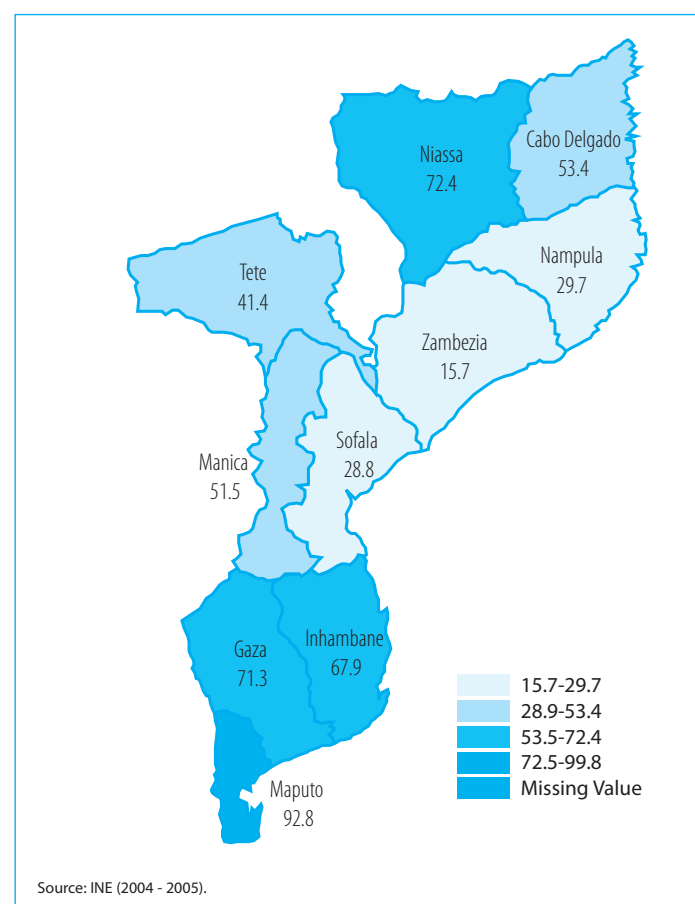 Cabo Delgado
53.4
Niassa
72.4
Nampula
29.7
Tete
41.4
Zambezia
15.7
Sofala
28.8
Manica
51.5
Inhambane
67.9
Gaza
71.3
Maputo
92.8
15.7-29.7
28.9-53.4
53.5-72.4
72.5-99.8
Missing Value
Source: INE (2004 - 2005).